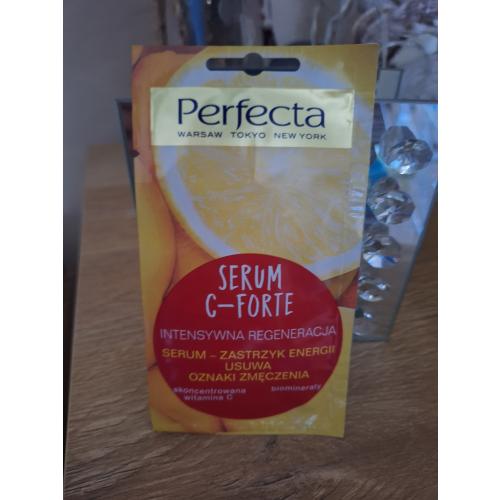 Perfecta
WARSAW TOKYO NEW YORK
SERUM
C-FORTE
INTENSYWNA REGENERACJA
SERUM – ZASTRZYK ENERGII
USUWA
OZNAKI ZMĘCZENIA
skoncentrowana
witamina C
biominerały